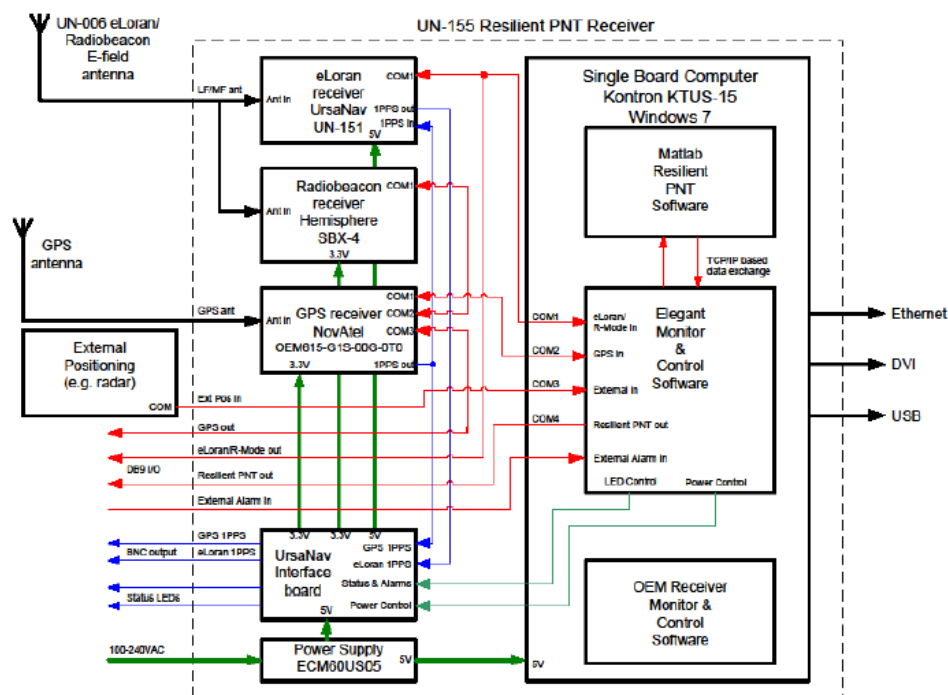 UN-155 Resilient PNT Receiver
UN-006 eLoran/
Radiobeacon
E-field
antenna
LF/MF ant
Ant In
eLoran
receiver
UrsaNav
UN-151
COM1
1PPS out
1PPS in
5V
Radiobeacon
receiver
Hemisphere
SBX-4
Ant In
COM1
3.3V
GPS
antenna
GPS ant
Ant In
GPS receiver
NovAtel
OEM615-G1S-00G-0T0
COM1
COM2
COM3
1PPS out
3.3V
5V
External
Positioning
(e.g. radar)
COM
Ext Pos In
GPS out
eLoran/R-Mode out
DB9 I/O
Resilient PNT out
External Alarm In
GPS 1PPS
BNC output
eLoran 1PPS
Status LEDs
3.3V
3.3V
5V
UrsaNav
Interface
board
GPS 1PPS
eLoran 1PPS
Status & Alarms
Power Control
5V
100-240VAC
Power Supply
ECM60US05
5V
Single Board Computer
Kontron KTUS-15
Windows 7
Matlab
Resilient
PNT
Software
TCP/IP based
data exchange
COM1
COM2
COM3
COM4
eLoran/
R-Mode In
GPS In
External In
Resilient PNT out
External Alarm In
Elegant
Monitor
&
Control
Software
LED Control
Power Control
OEM Receiver
Monitor &
Control
Software
5V
Ethernet
DVI
USB